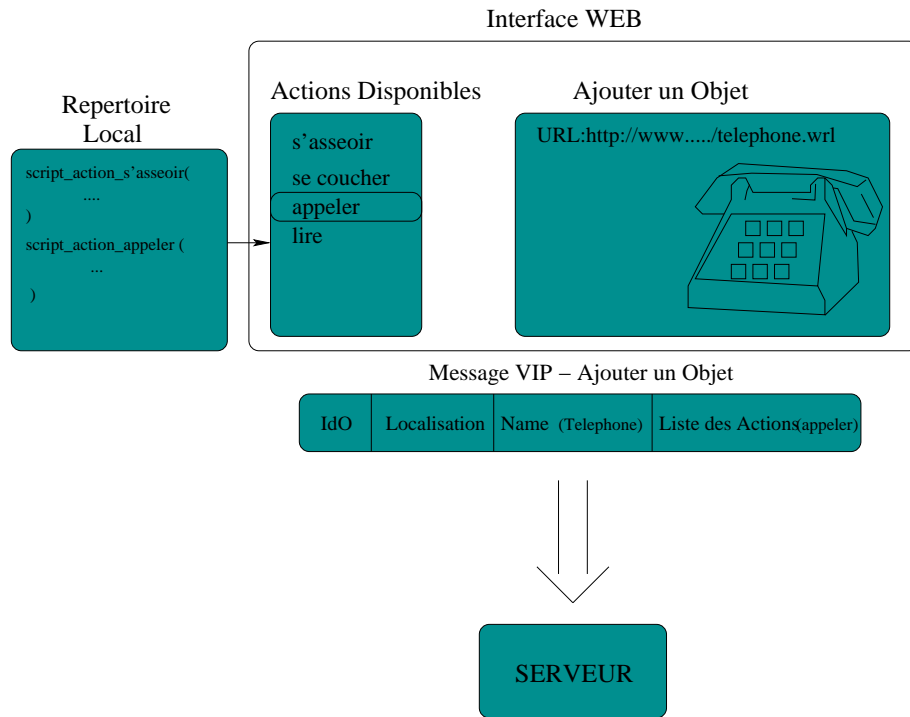 Interface WEB
Repertoire
Local
script_action_s'asseoir(
....
)
script_action_appeler (
...
)
Actions Disponibles
s'asseoir
se coucher
appeler
lire
Ajouter un Objet
URL:http://www...../telephone.wrl
Message VIP – Ajouter un Objet
IdO Localisation Name (Telephone) Liste des Actions(appeler)
SERVEUR